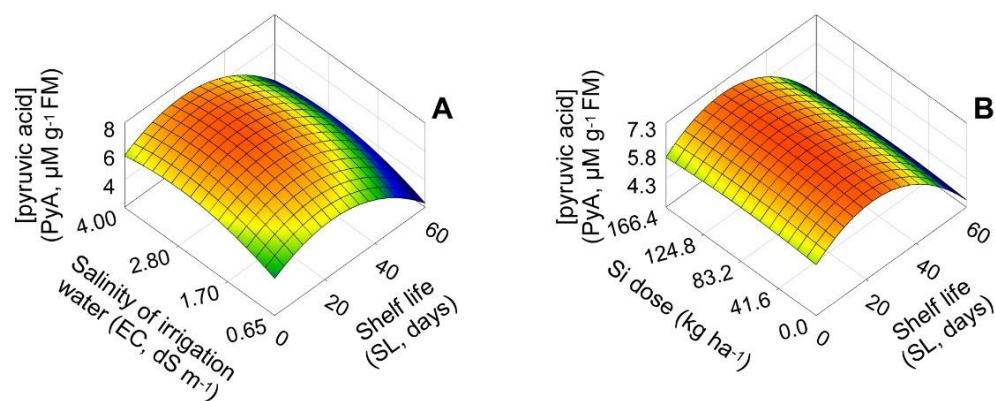 A
[pyruvic acid]
(PyA, µM g⁻¹ FM)
8
6
4
4.00
2.80
1.70
0.65
Salinity of irrigation
water (EC, dS m⁻¹)
0
20
40
60
Shelf life
(SL, days)
B
[pyruvic acid]
(PyA, µM g⁻¹ FM)
7.3
5.8
4.3
166.4
124.8
83.2
41.6
0.0
Si dose (kg ha⁻¹)
0
20
40
60
Shelf life
(SL, days)